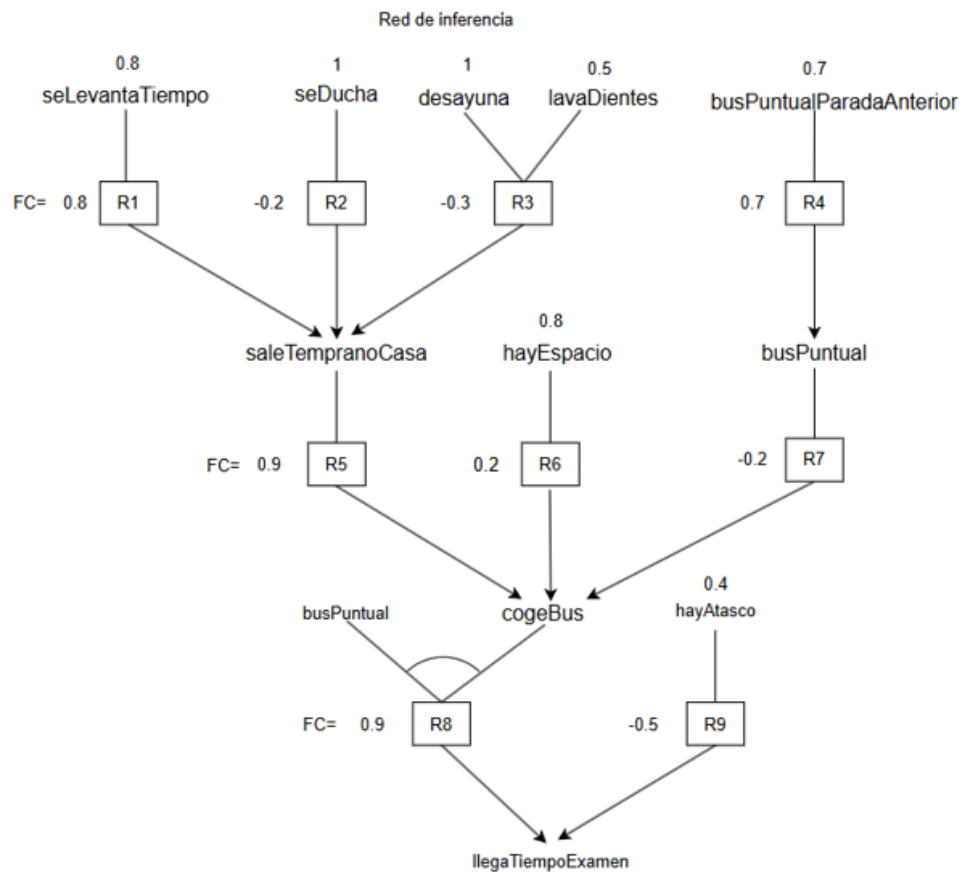 Red de inferencia
0.8 1 1 0.5 0.7
seLevantaTiempo seDucha desayuna lavaDientes busPuntualParadaAnterior
FC= 0.8 R1 -0.2 R2 -0.3 R3 0.7 R4
0.8
saleTempranoCasa hayEspacio busPuntual
FC= 0.9 R5 0.2 R6 -0.2 R7
0.4
busPuntual cogeBus hayAtasco
FC= 0.9 R8 -0.5 R9
llegaTiempoExamen